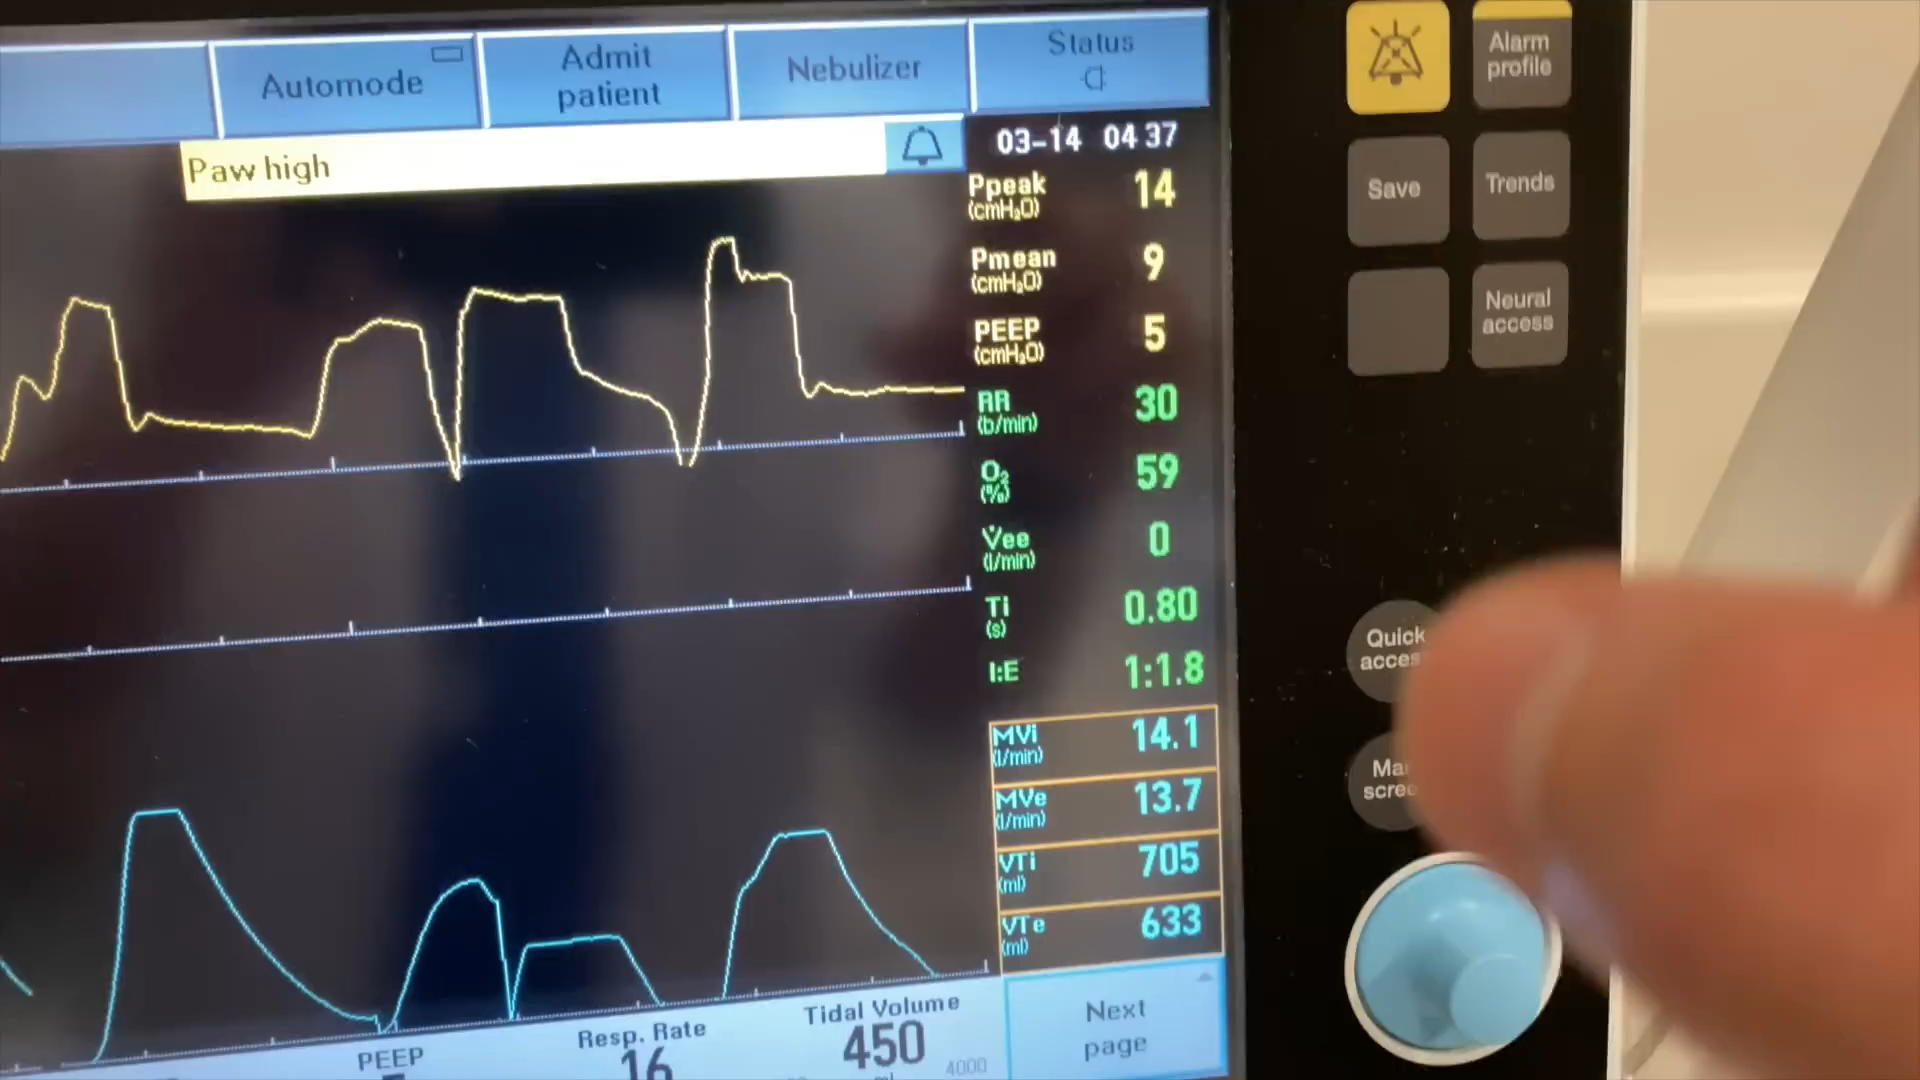 Automode
Admit
patient
Nebulizer
Status
Alarm
profile
Paw high
03-14 04 37
Ppeak 14
(cmH₂O)
Pmean 9
(cmH₂O)
PEEP 5
(cmH₂O)
RR 30
(b/min)
O₂ 59
(%)
V̇ee 0
(l/min)
Ti 0.80
(s)
I:E 1:1.8
MVi 14.1
(l/min)
MVe 13.7
(l/min)
VTi 705
(ml)
VTe 633
(ml)
Save
Trends
Neural
access
Quick
PEEP
Resp. Rate
16
Tidal Volume
450
4000
Next
page